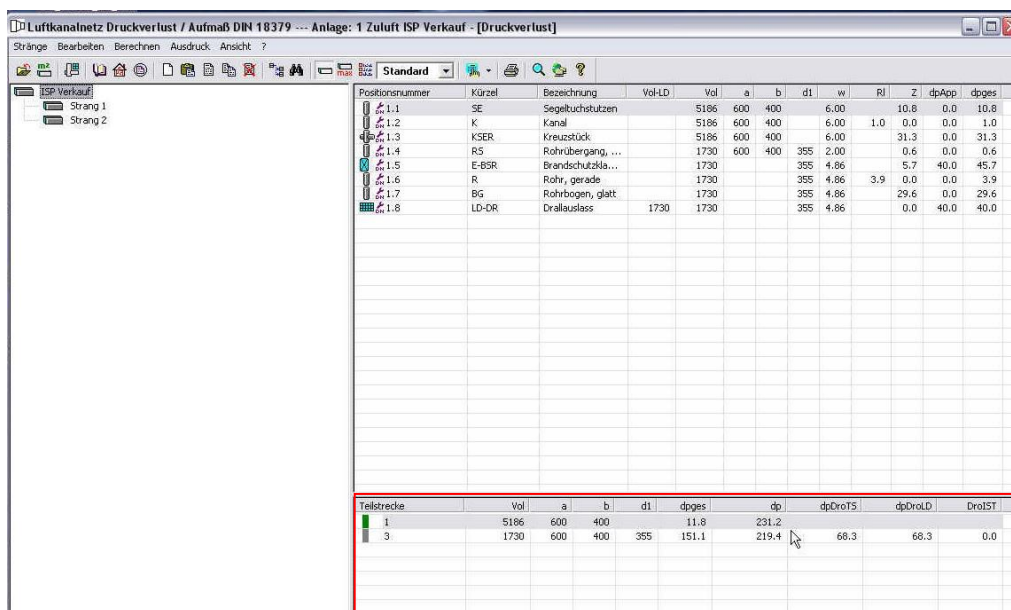 Luftkanalnetz Druckverlust / Aufmaß DIN 18379 --- Anlage: 1 Zuluft ISP Verkauf - [Druckverlust]
Stränge Bearbeiten Berechnen Ausdruck Ansicht ?
Standard
ISP Verkauf
Strang 1
Strang 2
Positionsnummer Kürzel Bezeichnung Vol-LD Vol a b d1 w Rl Z dpApp dpges
1.1 SE Segeltuchstutzen 5186 600 400 6.00 10.8 0.0 10.8
1.2 K Kanal 5186 600 400 6.00 1.0 0.0 0.0 1.0
1.3 KSER Kreuzstück 5186 600 400 6.00 31.3 0.0 31.3
1.4 RS Rohrübergang, ... 1730 600 400 355 2.00 0.6 0.0 0.6
1.5 E-BSR Brandschutzkla... 1730 355 4.86 5.7 40.0 45.7
1.6 R Rohr, gerade 1730 355 4.86 3.9 0.0 0.0 3.9
1.7 BG Rohrbogen, glatt 1730 355 4.86 29.6 0.0 29.6
1.8 LD-DR Drallauslass 1730 1730 355 4.86 0.0 40.0 40.0
Teilstrecke Vol a b d1 dpges dp dpDroTS dpDroLD DroIST
1 5186 600 400 11.8 231.2
3 1730 600 400 355 151.1 219.4 68.3 68.3 0.0